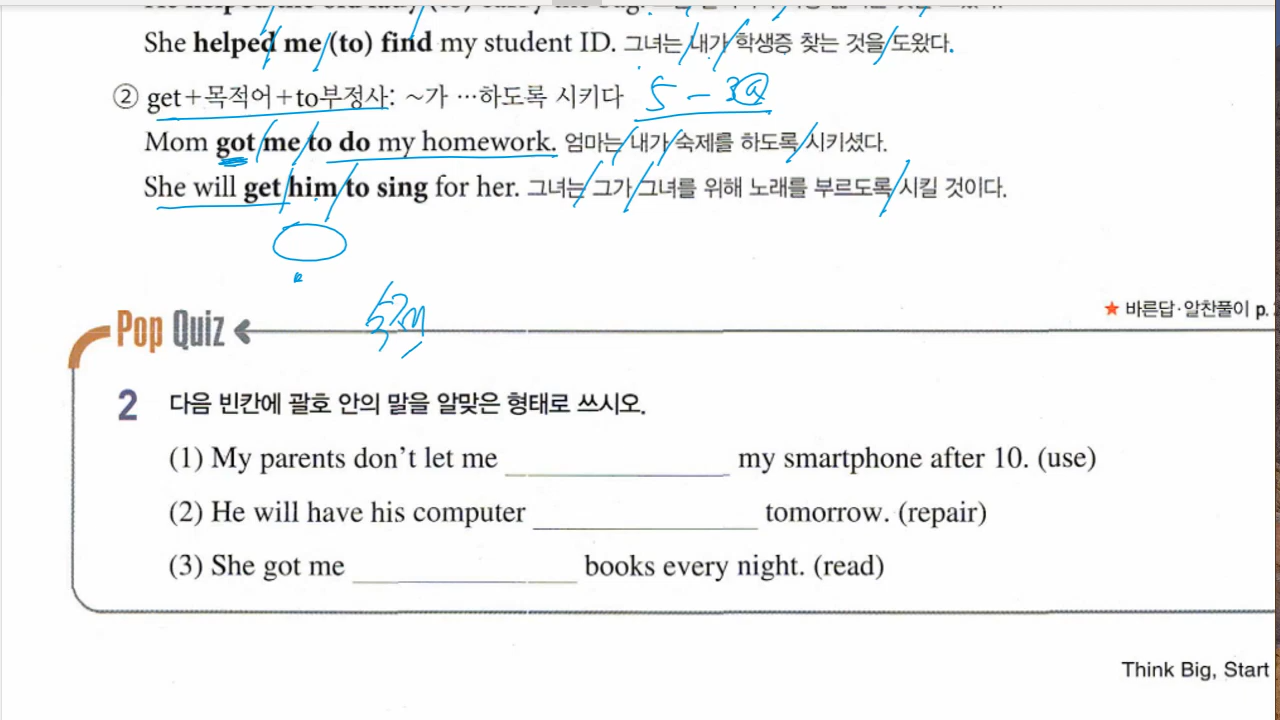 She helped me (to) find my student ID. 그녀는 내가 학생증 찾는 것을 도왔다.
② get+목적어+to부정사: ~가 …하도록 시키다 5 - 3
Mom got me to do my homework. 엄마는 내가 숙제를 하도록 시키셨다.
She will get him to sing for her. 그녀는 그가 그녀를 위해 노래를 부르도록 시킬 것이다.
Pop Quiz
★ 바른답·알찬풀이 p.
2 다음 빈칸에 괄호 안의 말을 알맞은 형태로 쓰시오.
(1) My parents don't let me ____________ my smartphone after 10. (use)
(2) He will have his computer ____________ tomorrow. (repair)
(3) She got me ____________ books every night. (read)
Think Big, Start